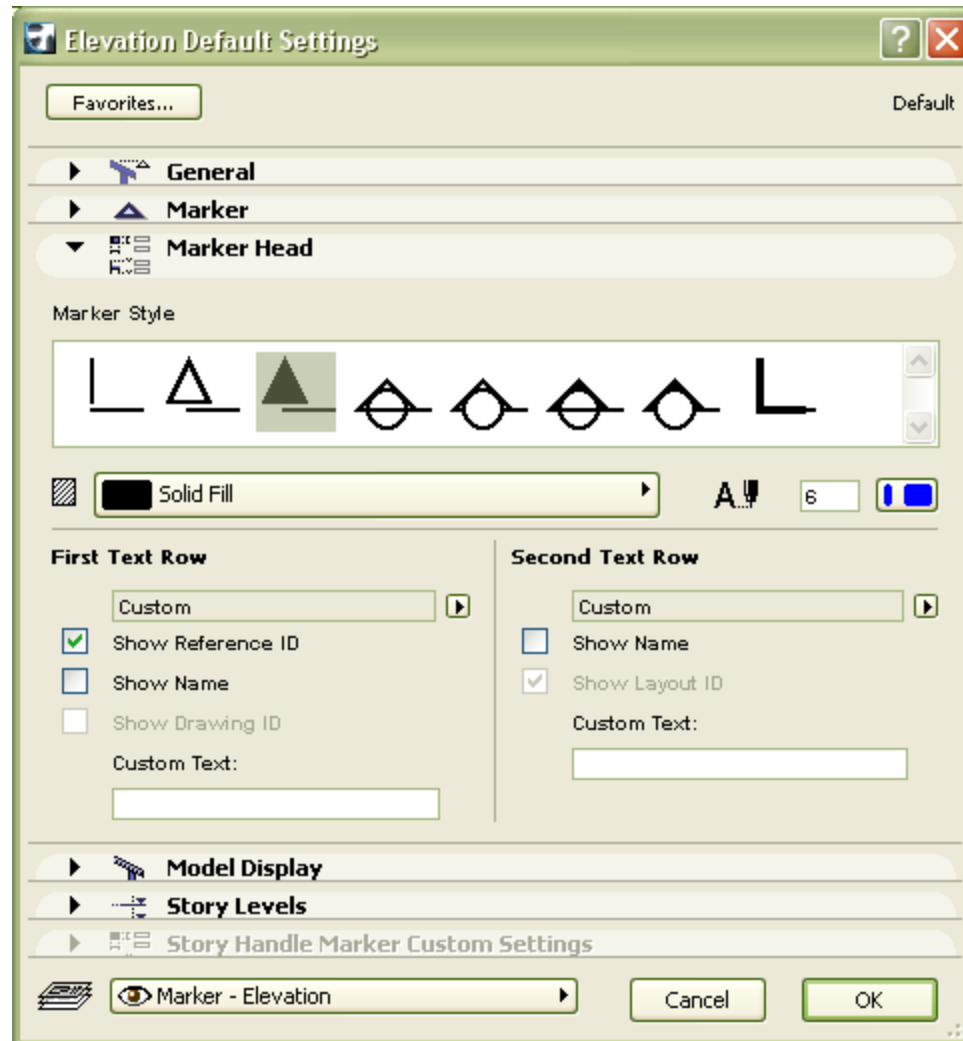 Elevation Default Settings
Favorites...
Default
General
Marker
Marker Head
Marker Style
Solid Fill
A
6
First Text Row
Custom
Show Reference ID
Show Name
Show Drawing ID
Custom Text:
Second Text Row
Custom
Show Name
Show Layout ID
Custom Text:
Model Display
Story Levels
Story Handle Marker Custom Settings
Marker - Elevation
Cancel
OK